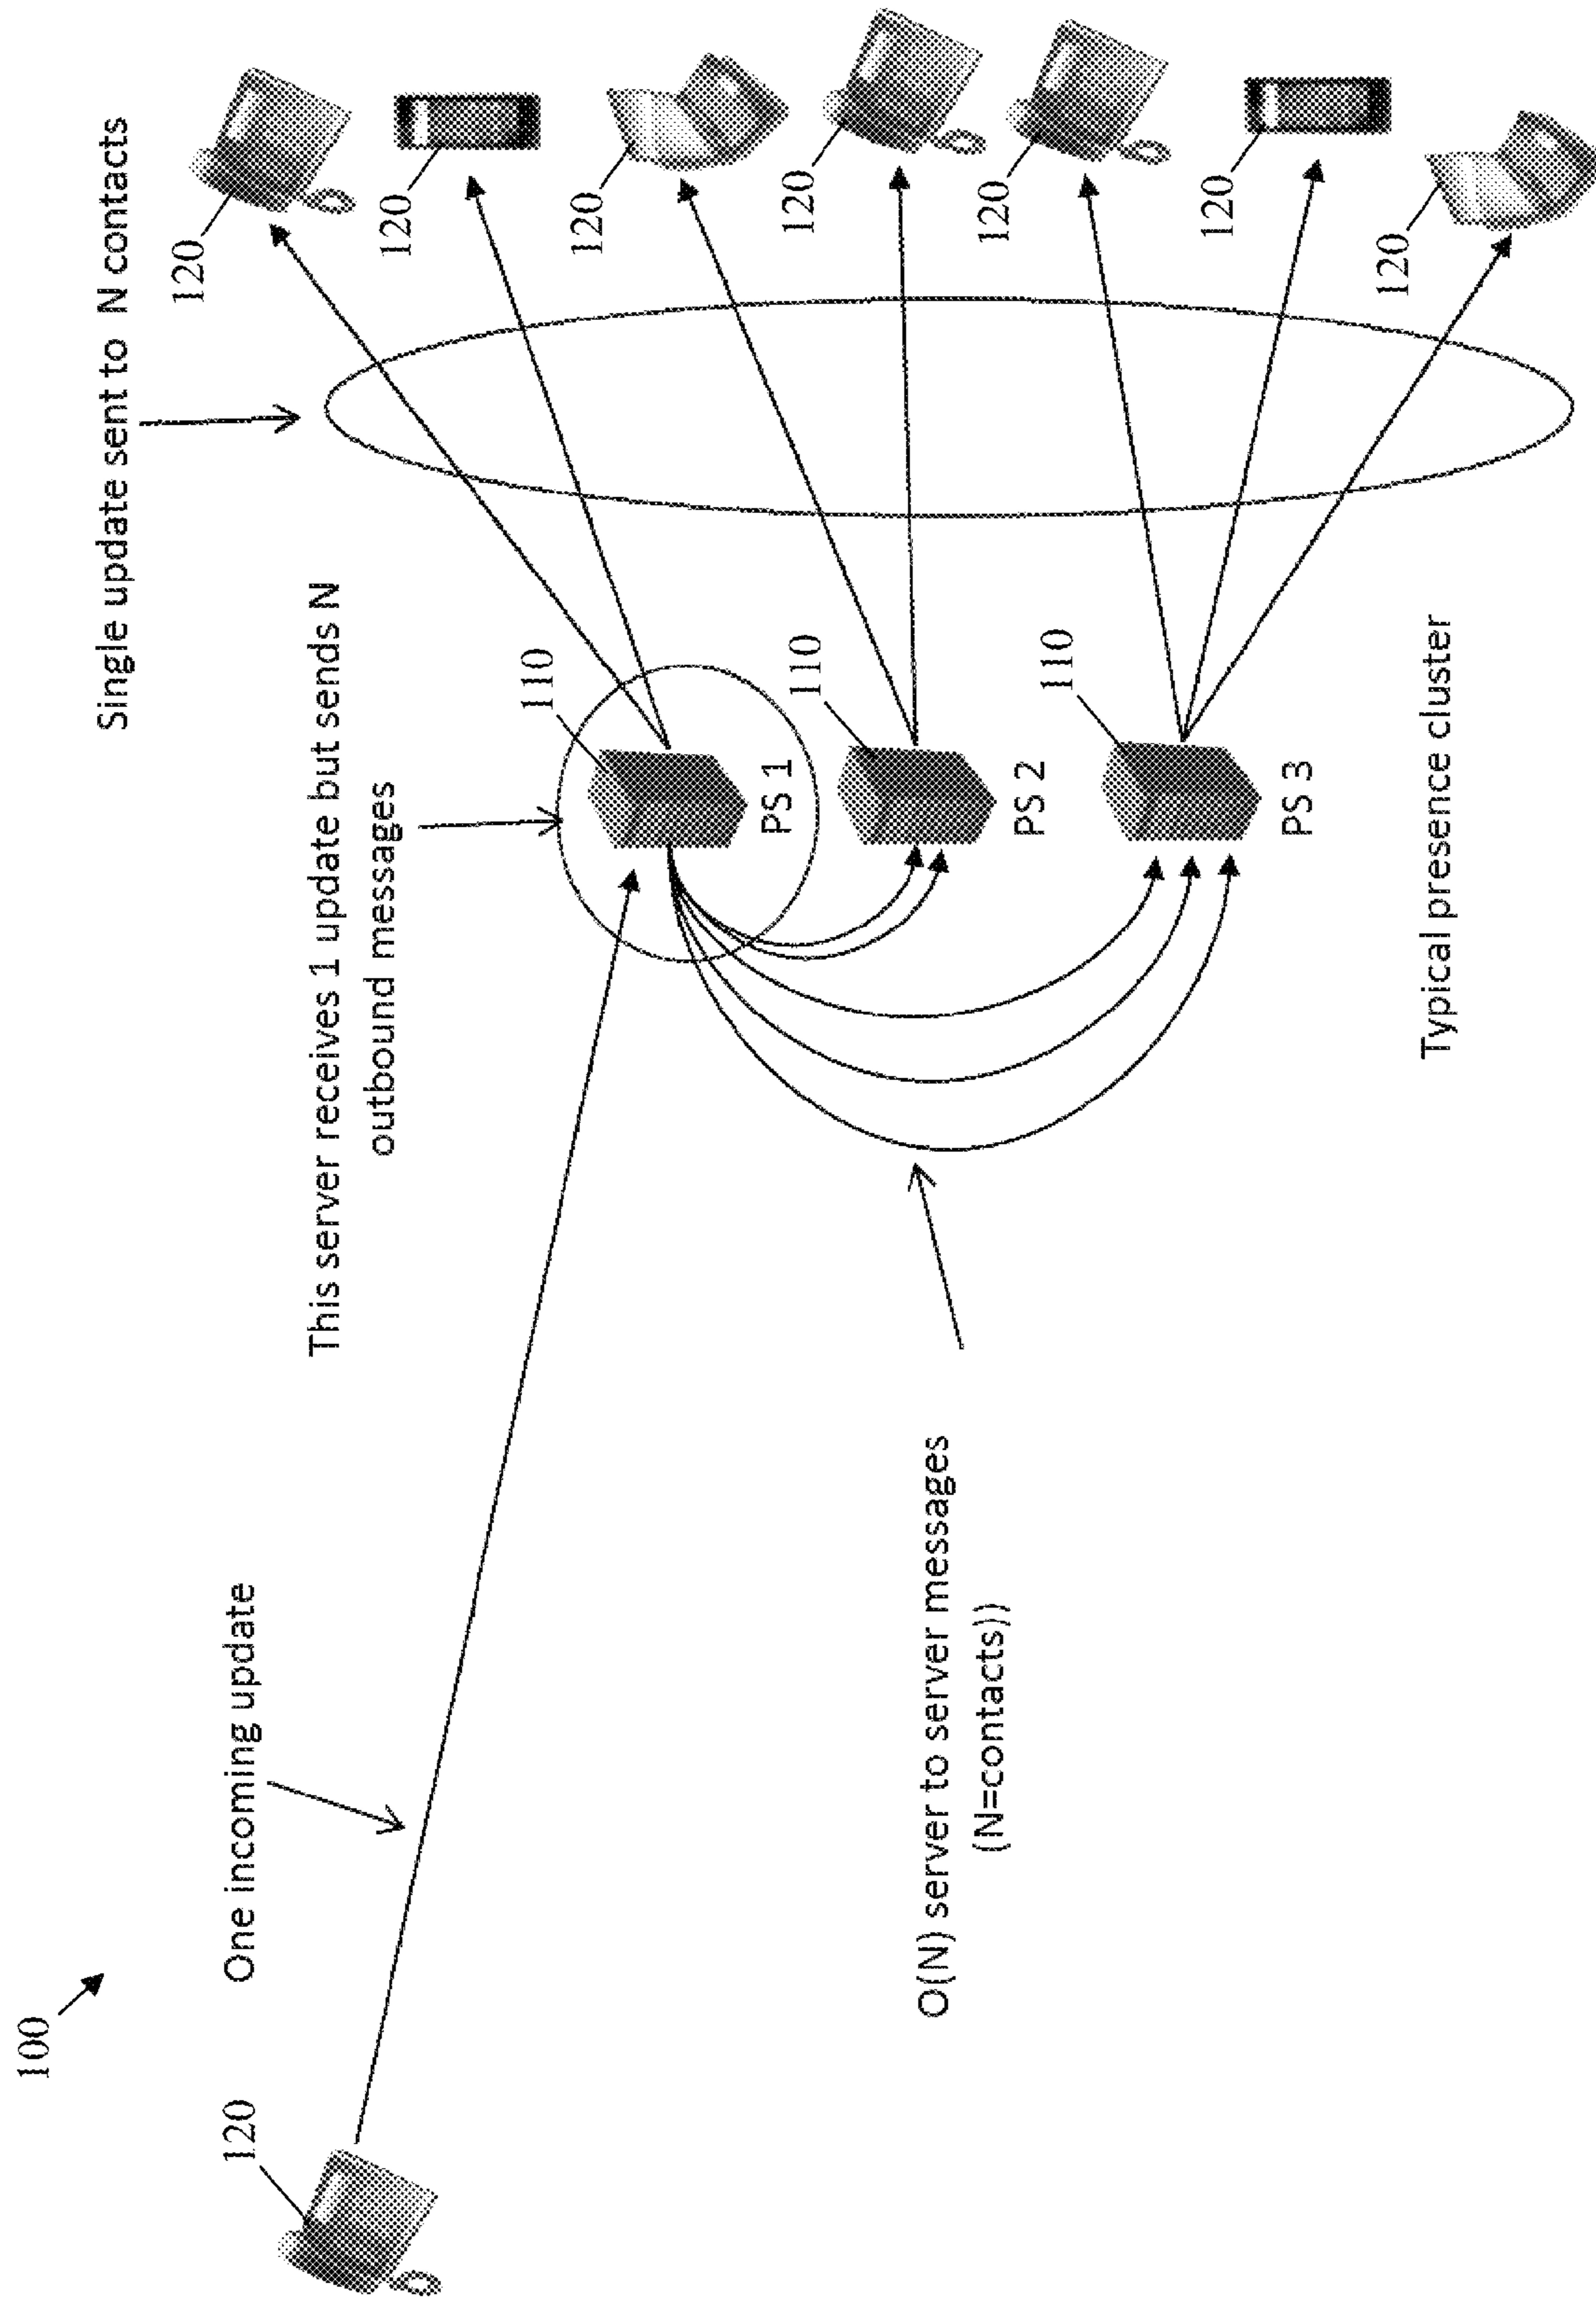 100
120
One incoming update
This server receives 1 update but sends N
outbound messages
Single update sent to N contacts
O(N) server to server messages
(N=contacts))
110
PS 1
110
PS 2
110
PS 3
120
120
120
120
120
120
120
Typical presence cluster